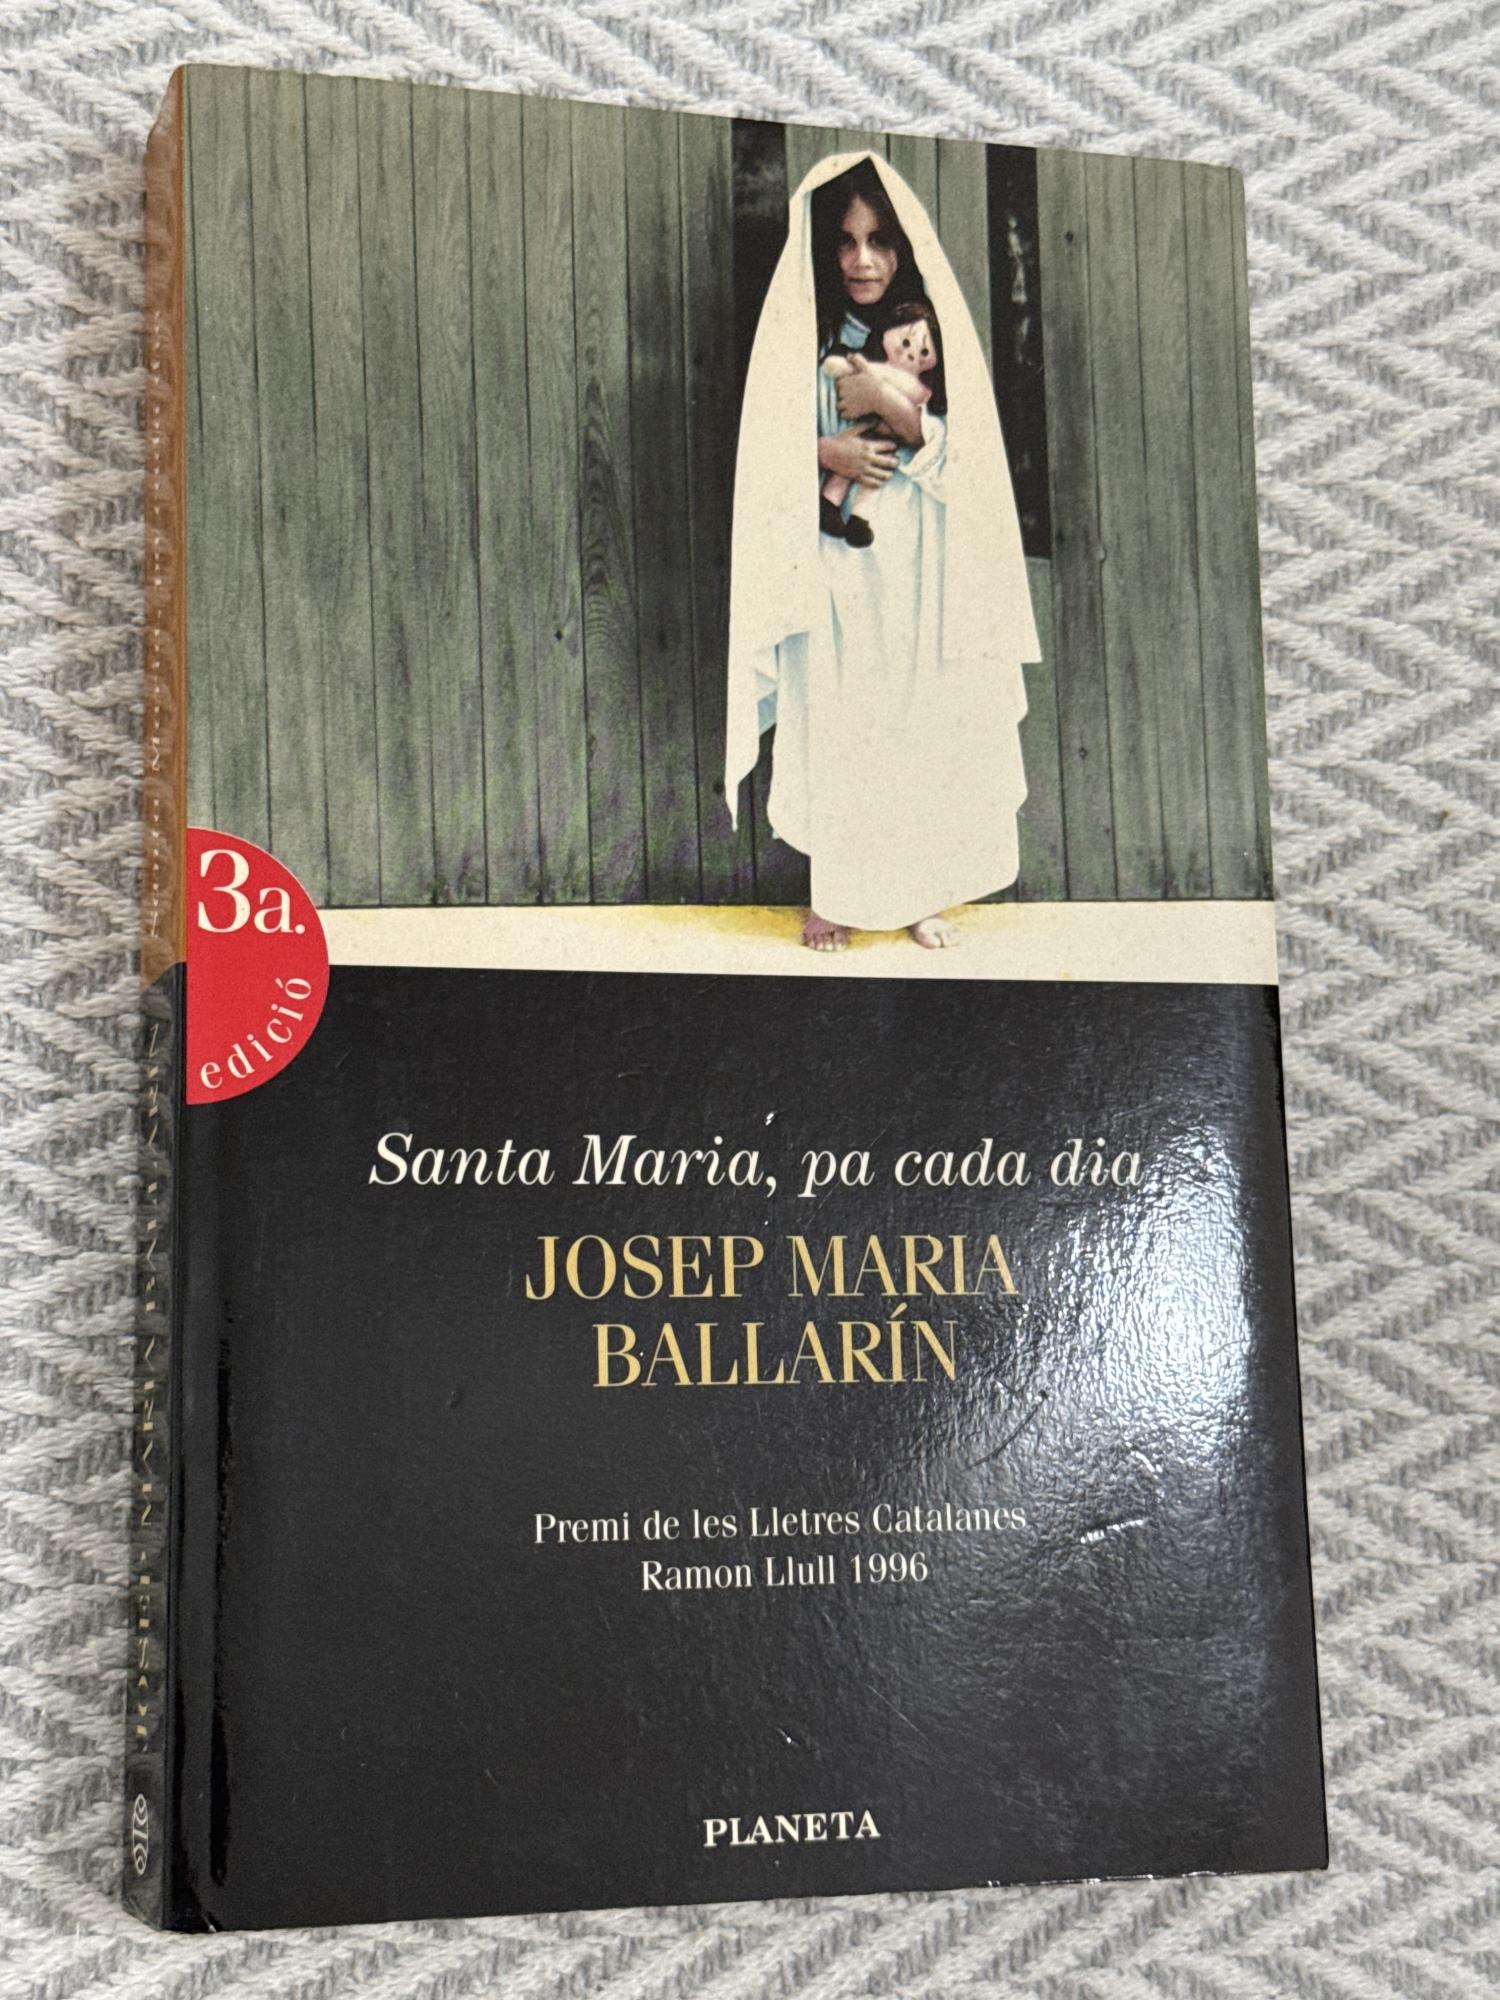 3a.
edició
Santa Maria, pa cada dia
JOSEP MARIA
BALLARÍN
Premi de les Lletres Catalanes
Ramon Llull 1996
PLANETA